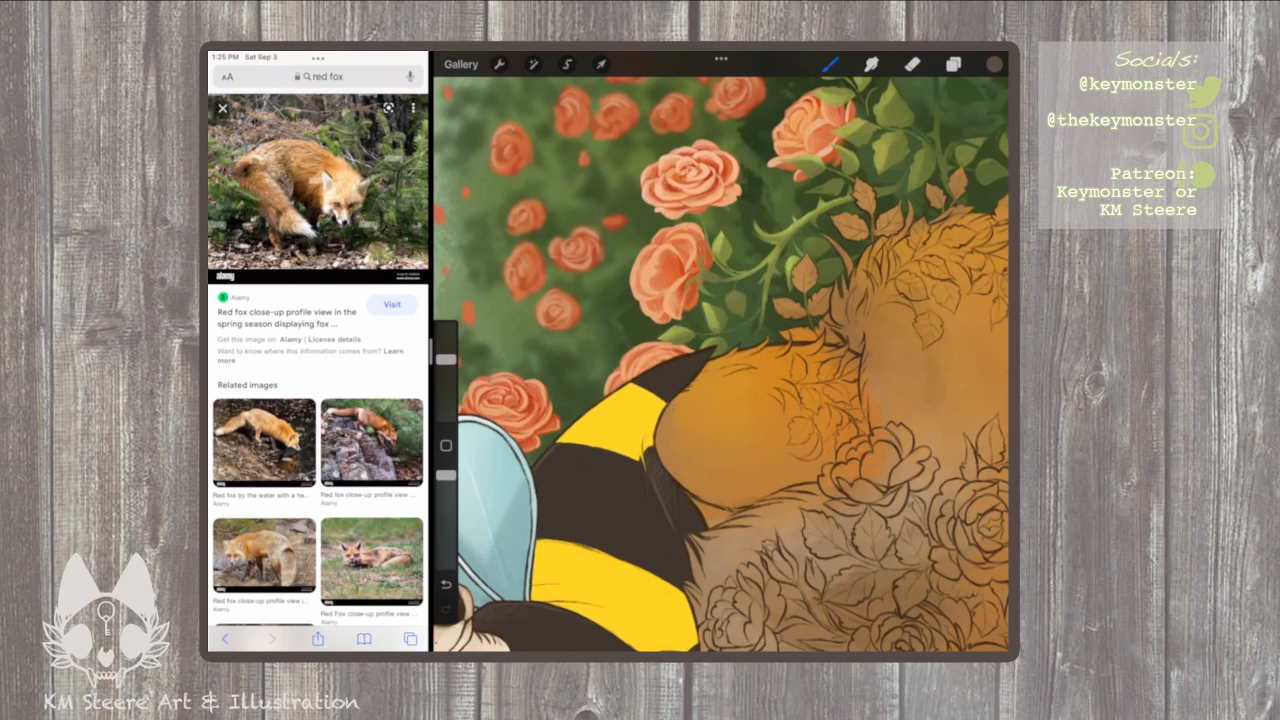 1:25 PM Sat Sep 3
AA
red fox
alamy
alamy
Alamy
Visit
Red fox close-up profile view in the
spring season displaying fox ...
Get this image on: Alamy | License details
Want to know where this information comes from? Learn
more
Related images
Red fox by the water with a he...
Alamy
Red fox close-up profile view ...
Alamy
Red fox close-up profile view i...
Alamy
Red Fox close-up profile view ...
Alamy
Gallery
Socials:
@keymonster
@thekeymonster
Patreon:
Keymonster or
KM Steere
KM Steere Art & Illustration